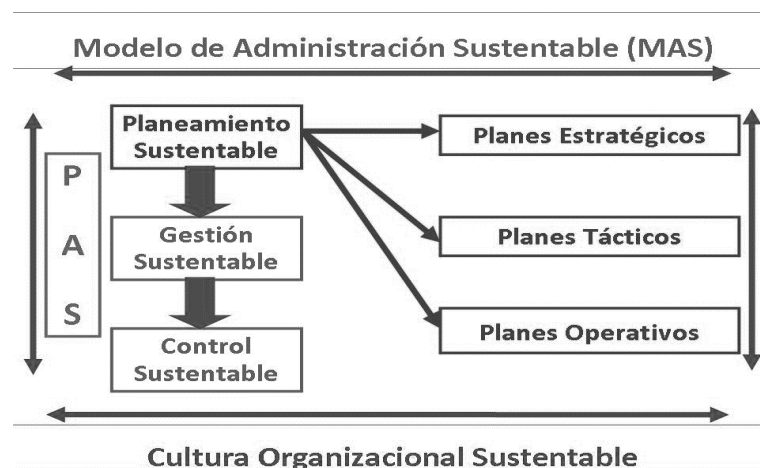 Modelo de Administración Sustentable (MAS)
Planeamiento
Sustentable
Planes Estratégicos
P
A
S
Gestión
Sustentable
Planes Tácticos
Control
Sustentable
Planes Operativos
Cultura Organizacional Sustentable